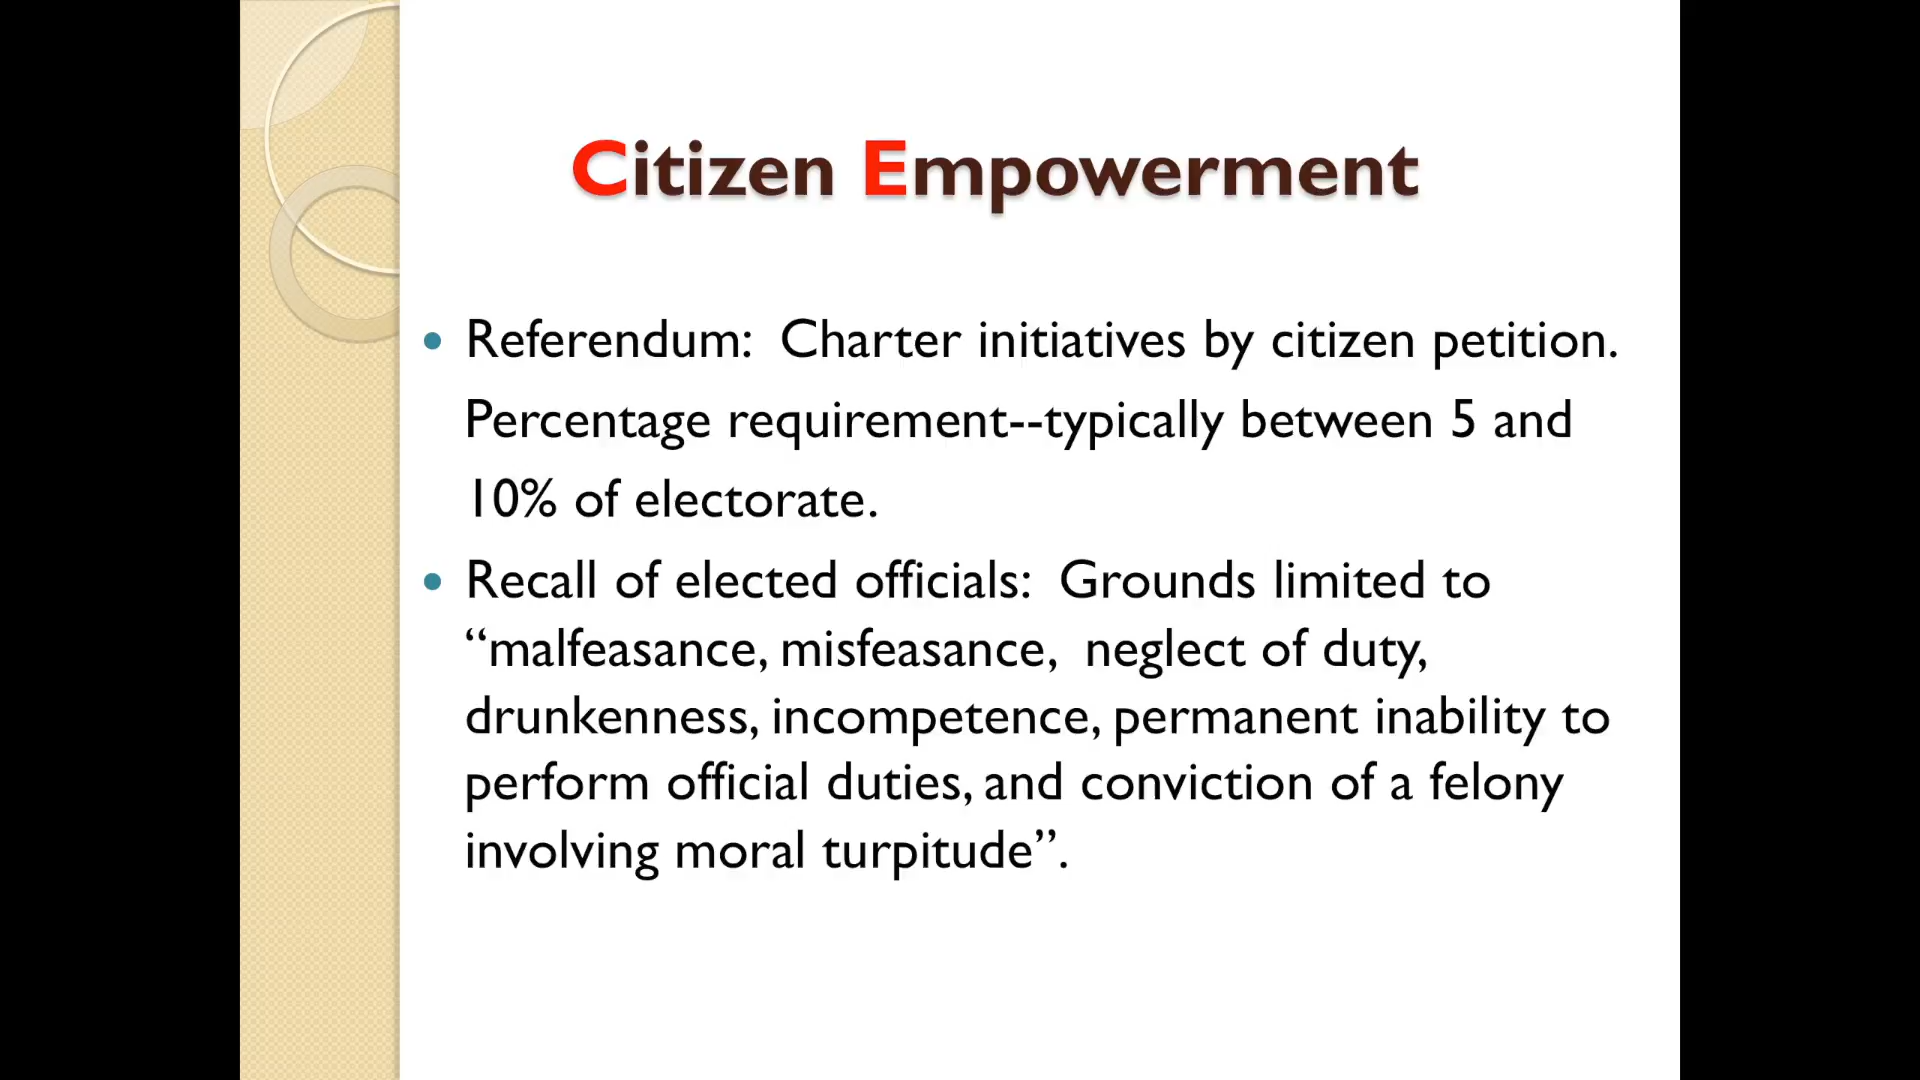 Citizen Empowerment
• Referendum: Charter initiatives by citizen petition.
Percentage requirement--typically between 5 and
10% of electorate.
• Recall of elected officials: Grounds limited to
“malfeasance, misfeasance, neglect of duty,
drunkenness, incompetence, permanent inability to
perform official duties, and conviction of a felony
involving moral turpitude”.